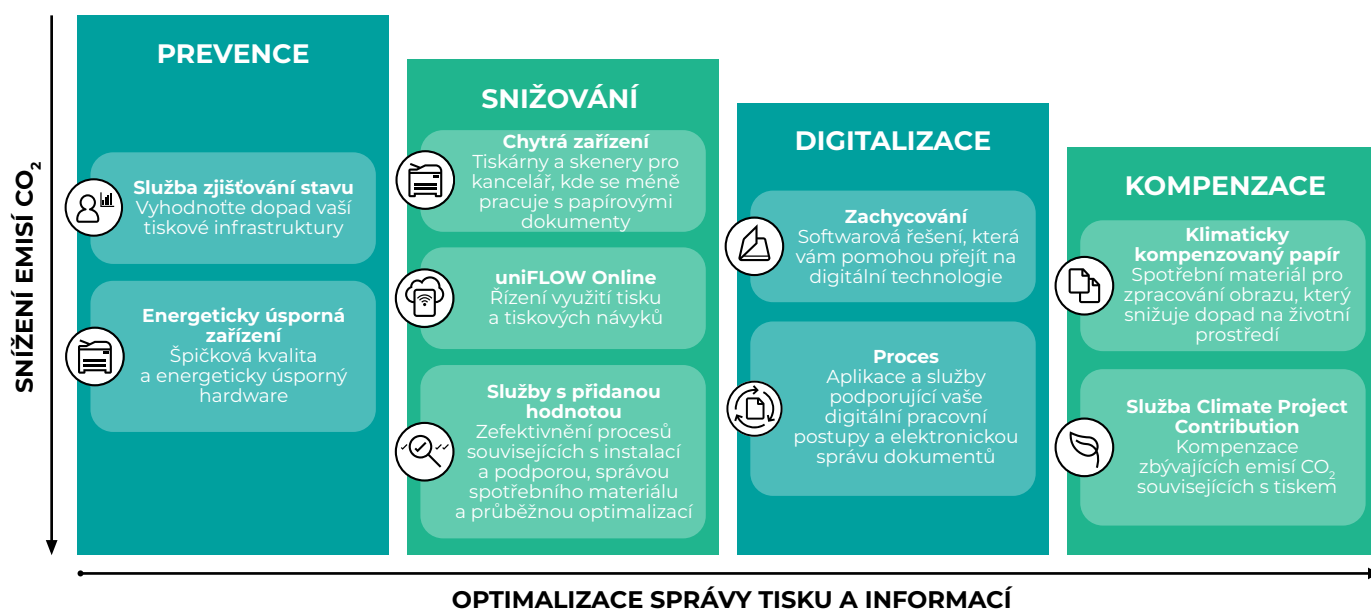 SNÍŽENÍ EMISÍ CO₂
PREVENCE
Služba zjišťování stavu
Vyhodnoťte dopad vaší
tiskové infrastruktury
Energeticky úsporná
zařízení
Špičková kvalita
a energeticky úsporný
hardware
SNIŽOVÁNÍ
Chytrá zařízení
Tiskárny a skenery pro
kancelář, kde se méně
pracuje s papírovými
dokumenty
uniFLOW Online
Řízení využití tisku
a tiskových návyků
Služby s přidanou
hodnotou
Zefektivnění procesů
souvisejících s instalací
a podporou, správou
spotřebního materiálu
a průběžnou optimalizací
DIGITALIZACE
Zachycování
Softwarová řešení, která
vám pomohou přejít na
digitální technologie
Proces
Aplikace a služby
podporující vaše
digitální pracovní
postupy a elektronickou
správu dokumentů
KOMPENZACE
Klimaticky
kompenzovaný papír
Spotřební materiál pro
zpracování obrazu, který
snižuje dopad na životní
prostředí
Služba Climate Project
Contribution
Kompenzace
zbývajících emisí CO₂
souvisejících s tiskem
OPTIMALIZACE SPRÁVY TISKU A INFORMACÍ